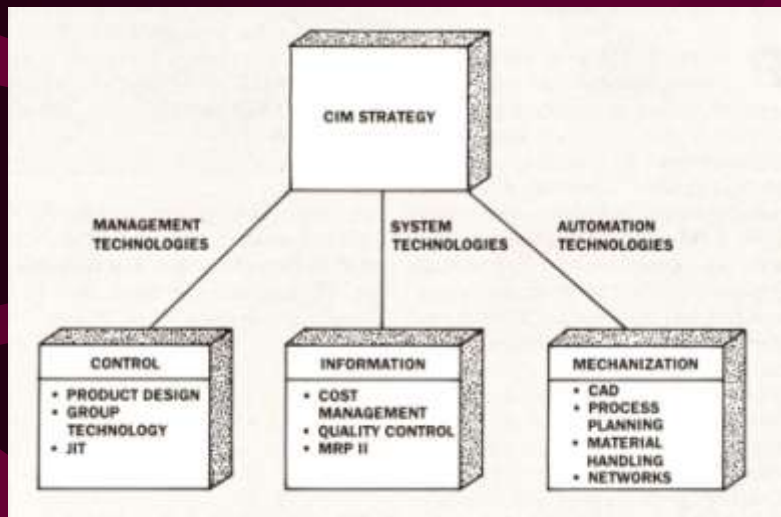 CIM STRATEGY
MANAGEMENT
TECHNOLOGIES
SYSTEM
TECHNOLOGIES
AUTOMATION
TECHNOLOGIES
CONTROL
• PRODUCT DESIGN
• GROUP
TECHNOLOGY
• JIT
INFORMATION
• COST
MANAGEMENT
• QUALITY CONTROL
• MRP II
MECHANIZATION
• CAD
• PROCESS
PLANNING
• MATERIAL
HANDLING
• NETWORKS